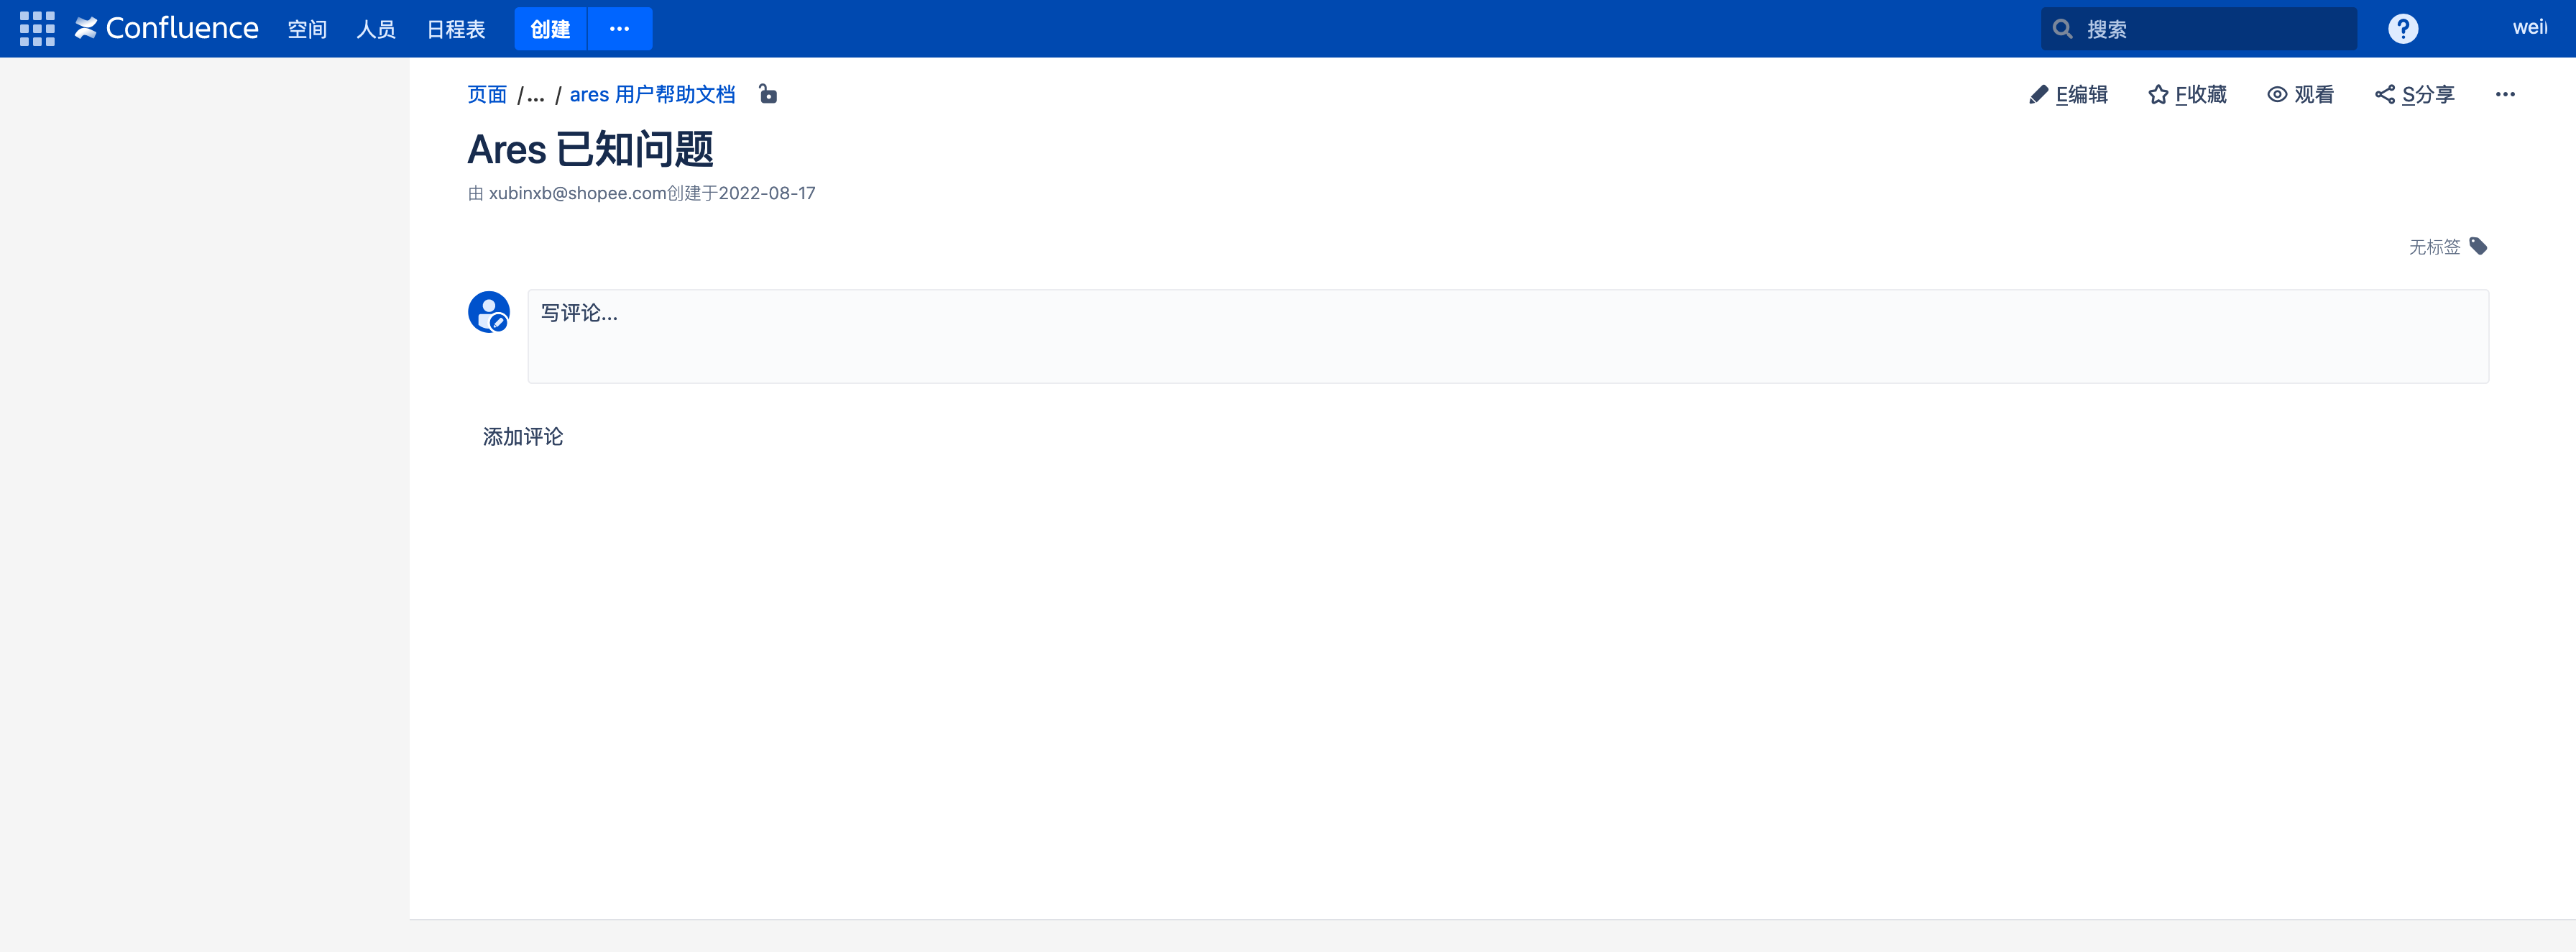 Confluence 空间 人员 日程表 创建 ··· 搜索 ? weil
页面 /... / ares 用户帮助文档 E编辑 F收藏 观看 S分享 ···
Ares 已知问题
由 xubinxb@shopee.com创建于2022-08-17
无标签
写评论...
添加评论